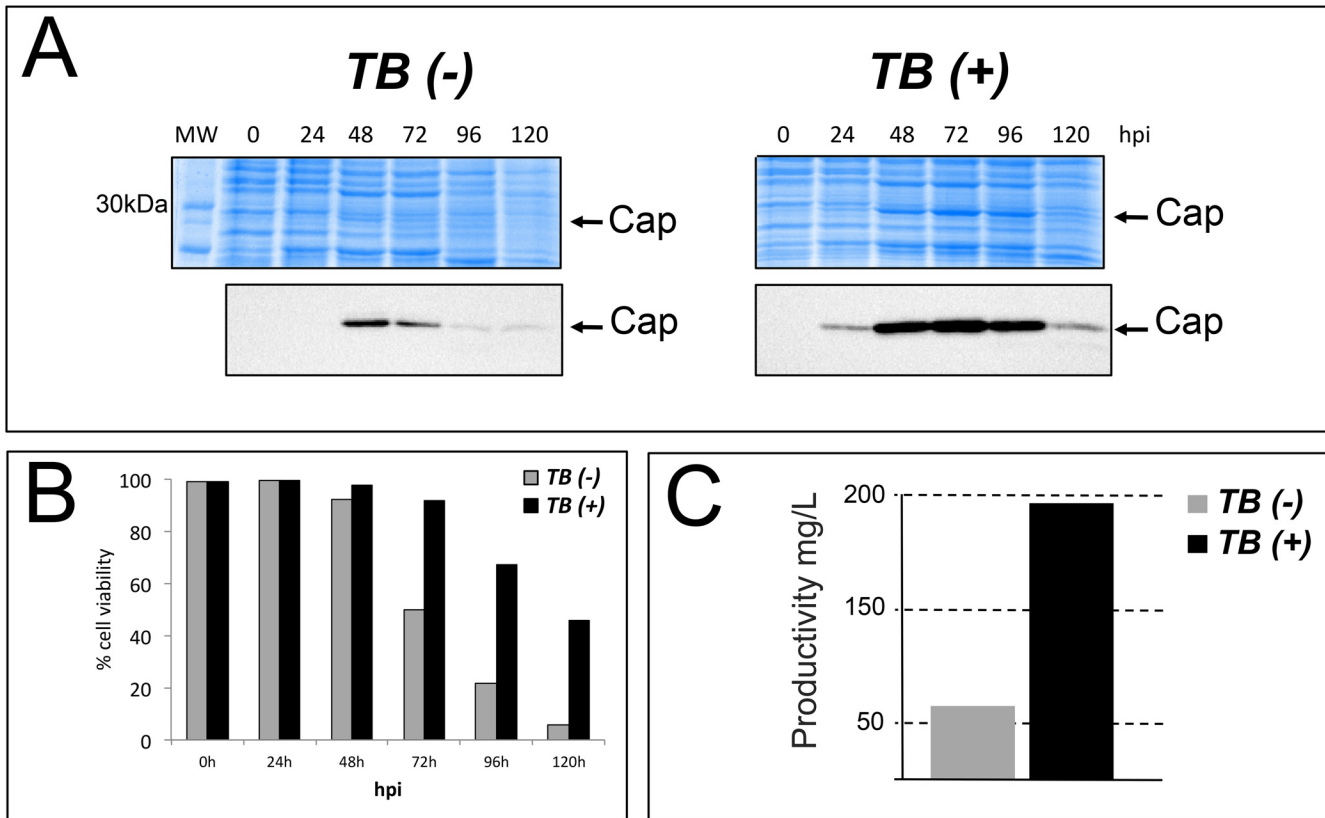 A
TB (-)
TB (+)
MW 0 24 48 72 96 120
0 24 48 72 96 120 hpi
30kDa
Cap
Cap
Cap
Cap
B
TB (-)
TB (+)
% cell viability
100
80
60
40
20
0
0h 24h 48h 72h 96h 120h
hpi
C
TB (-)
TB (+)
Productivity mg/L
200
150
50